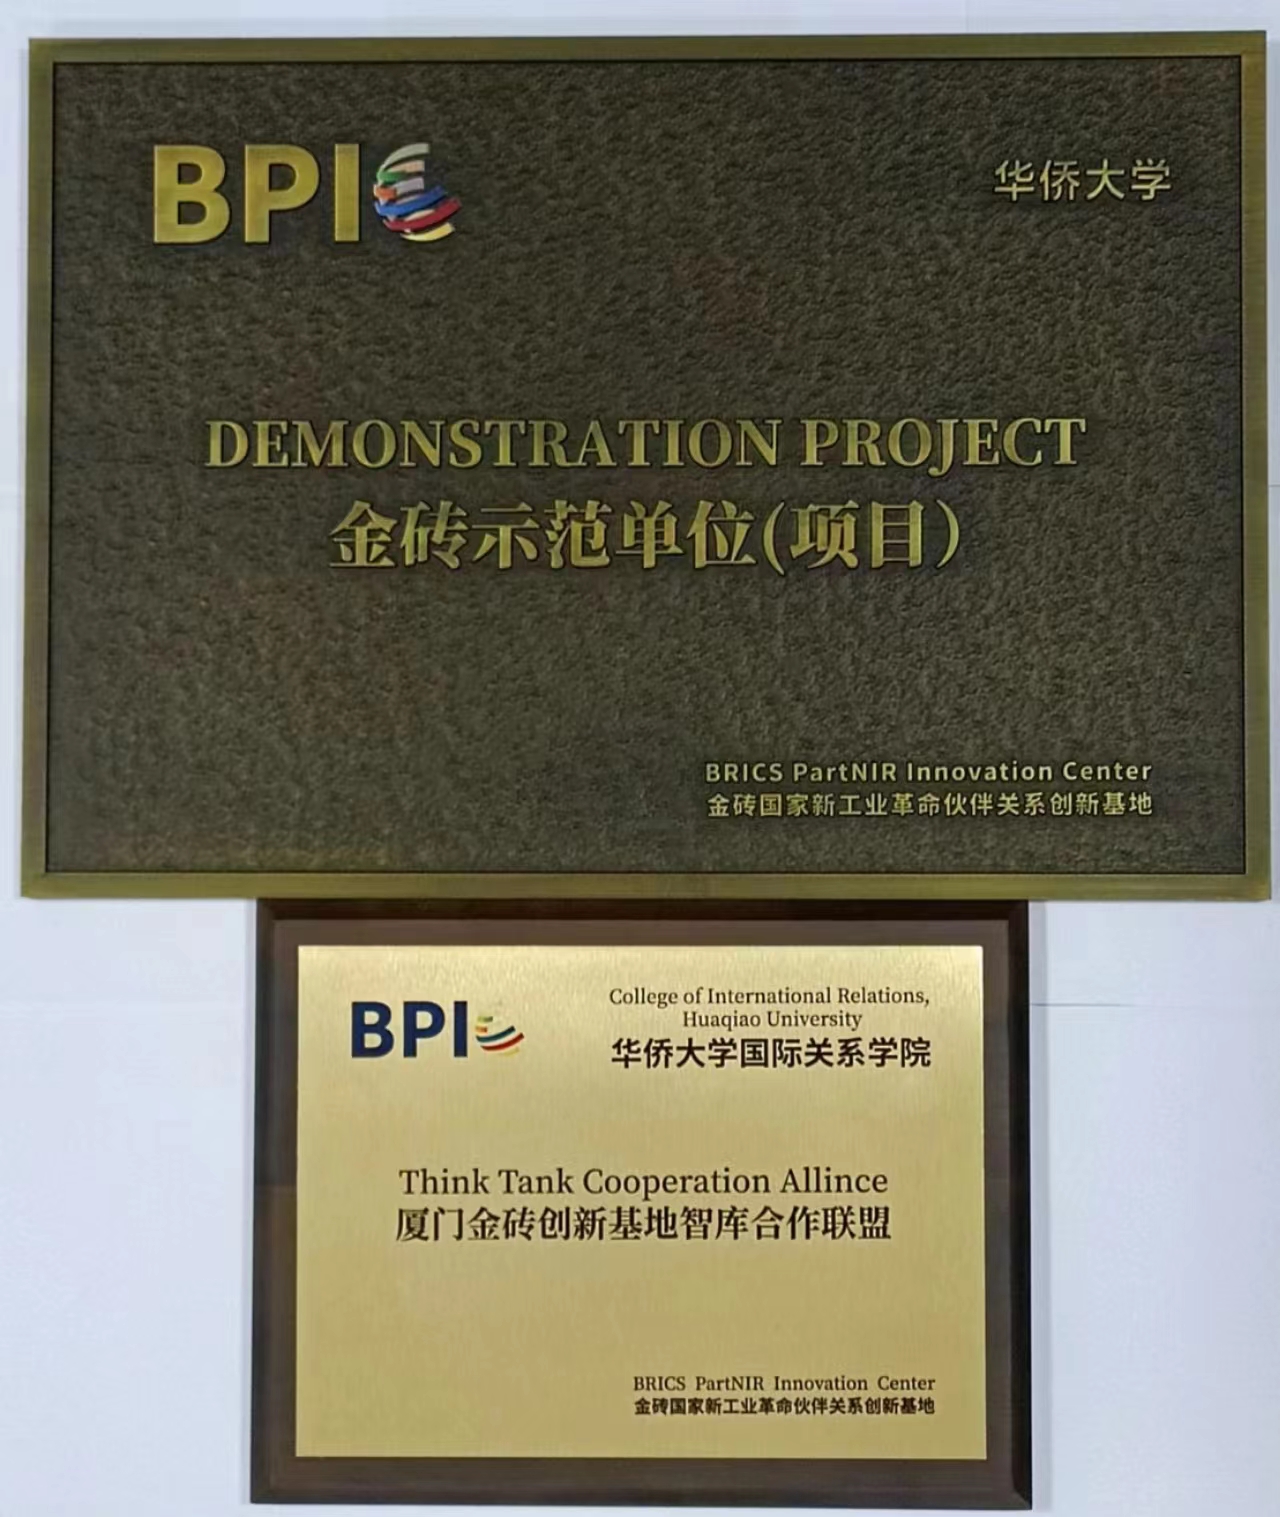 BPIC
华侨大学
DEMONSTRATION PROJECT
金砖示范单位(项目)
BRICS PartNIR Innovation Center
金砖国家新工业革命伙伴关系创新基地
BPIC
College of International Relations,
Huaqiao University
华侨大学国际关系学院
Think Tank Cooperation Allince
厦门金砖创新基地智库合作联盟
BRICS PartNIR Innovation Center
金砖国家新工业革命伙伴关系创新基地